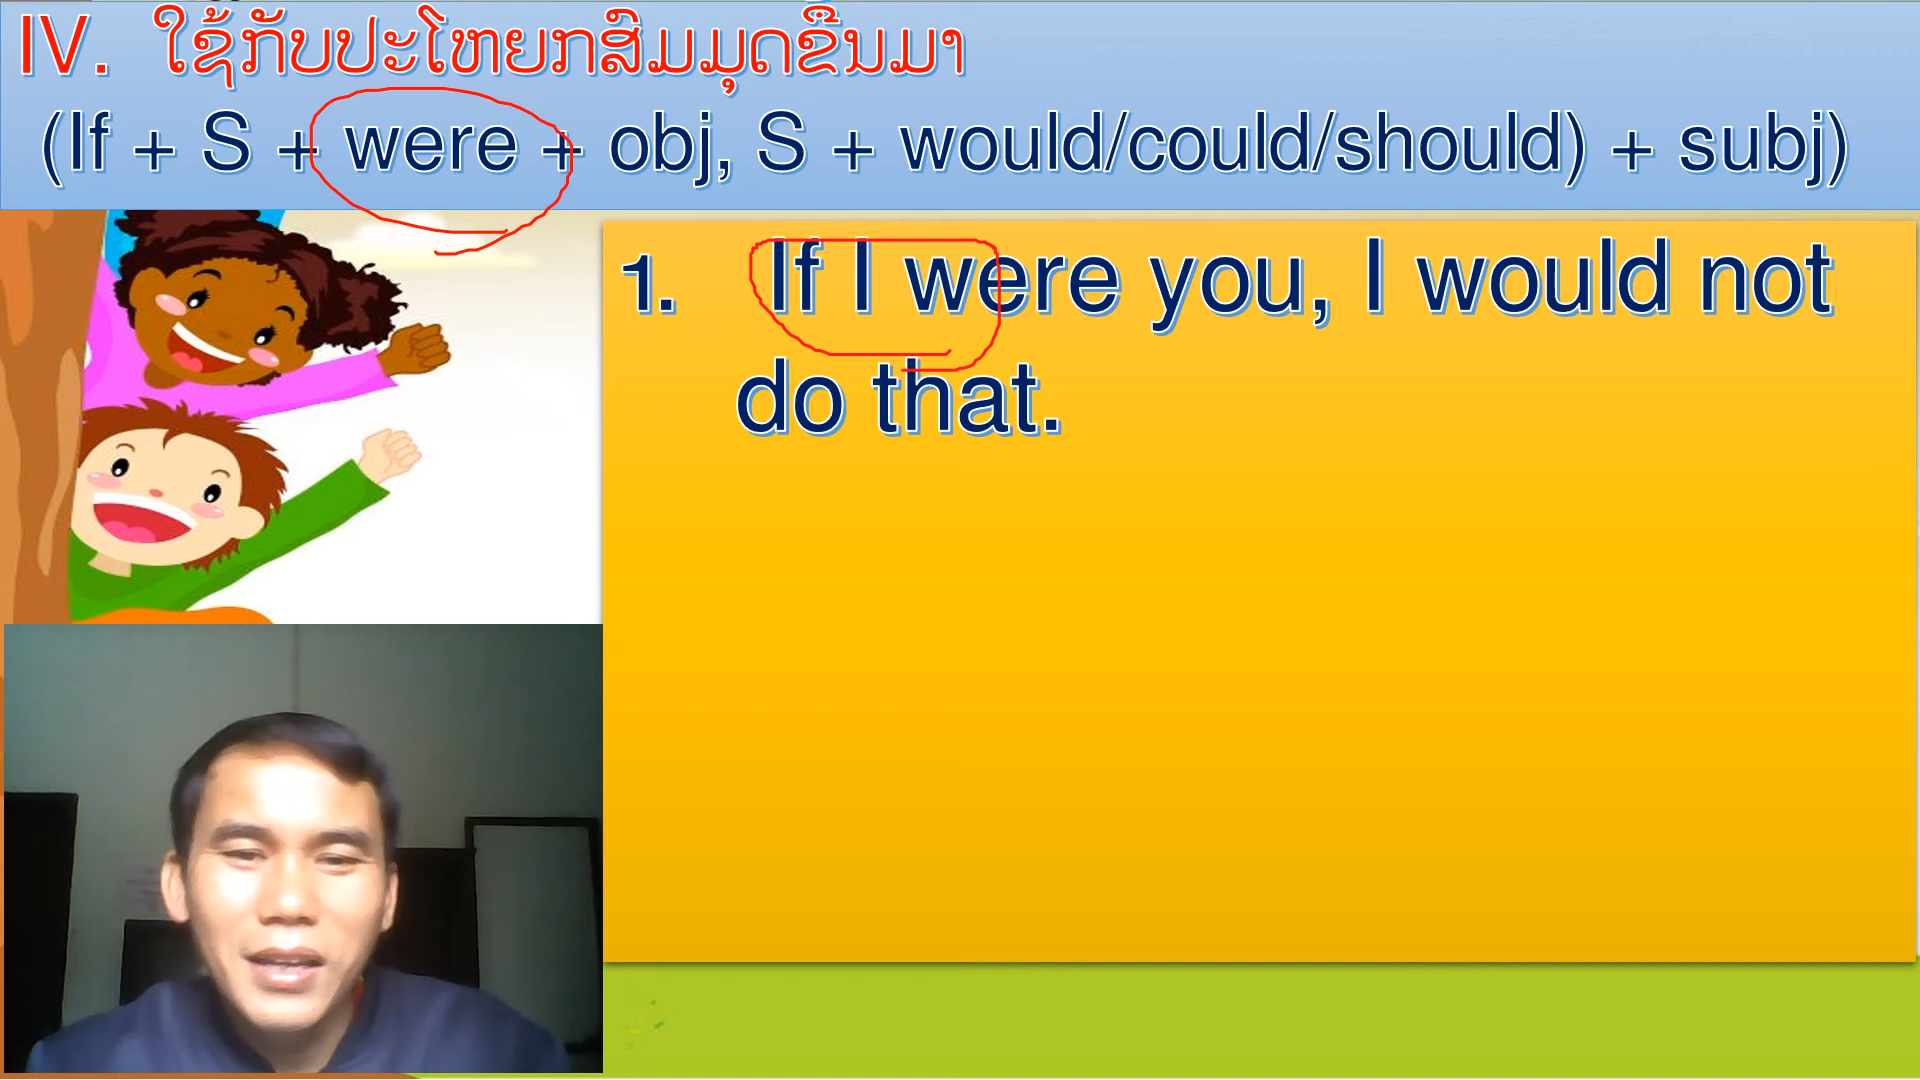 IV. ໃຊ້ກັບປະໂຫຍກສົມມຸດຂຶ້ນມາ
(If + S + were + obj, S + would/could/should) + subj)
1. If I were you, I would not
do that.